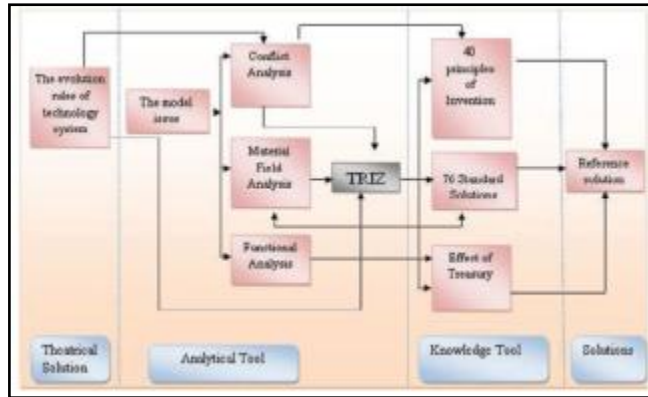 The evolution
rules of
technology
system
The model
issue
Conflict
Analysis
Material
Field
Analysis
Functional
Analysis
TRIZ
40
principles
of
Invention
76 Standard
Solutions
Effect of
Treasury
Reference
solution
Theatrical
Solution
Analytical Tool
Knowledge Tool
Solutions